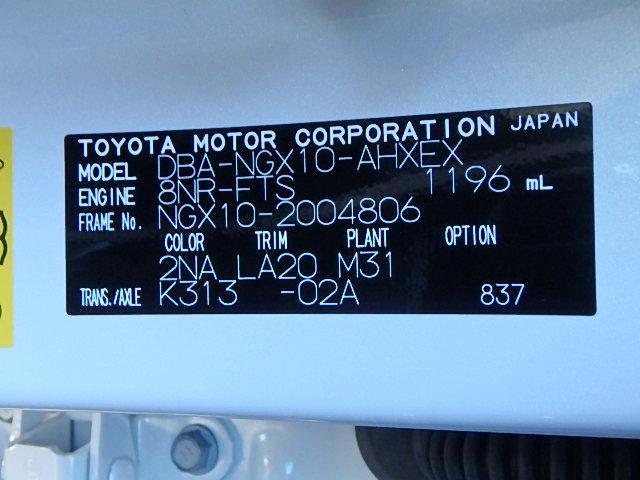 TOYOTA MOTOR CORPORATION JAPAN
MODEL DBA-NGX10-AHXEX
ENGINE 8NR-FTS 1196 mL
FRAME No. NGX10-2004806
COLOR TRIM PLANT OPTION
2NA LA20 M31
TRANS./AXLE K313 -02A 837